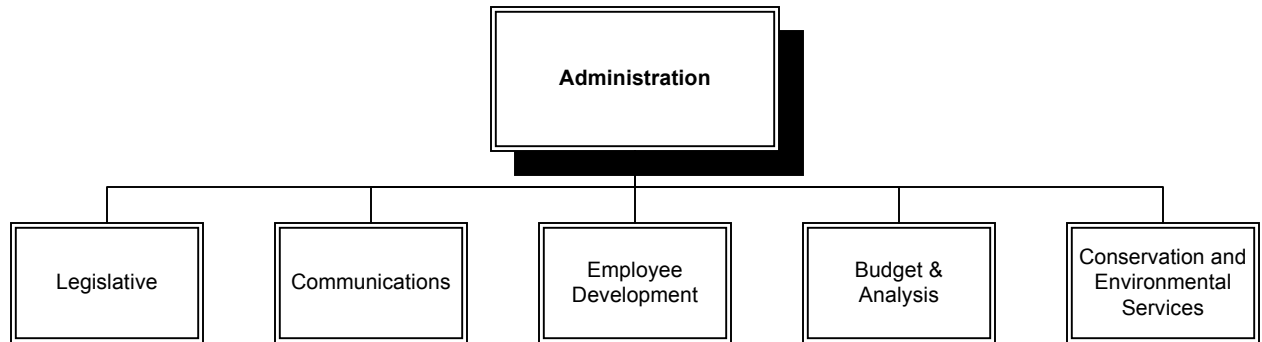 Administration
Legislative
Communications
Employee
Development
Budget &
Analysis
Conservation and
Environmental
Services